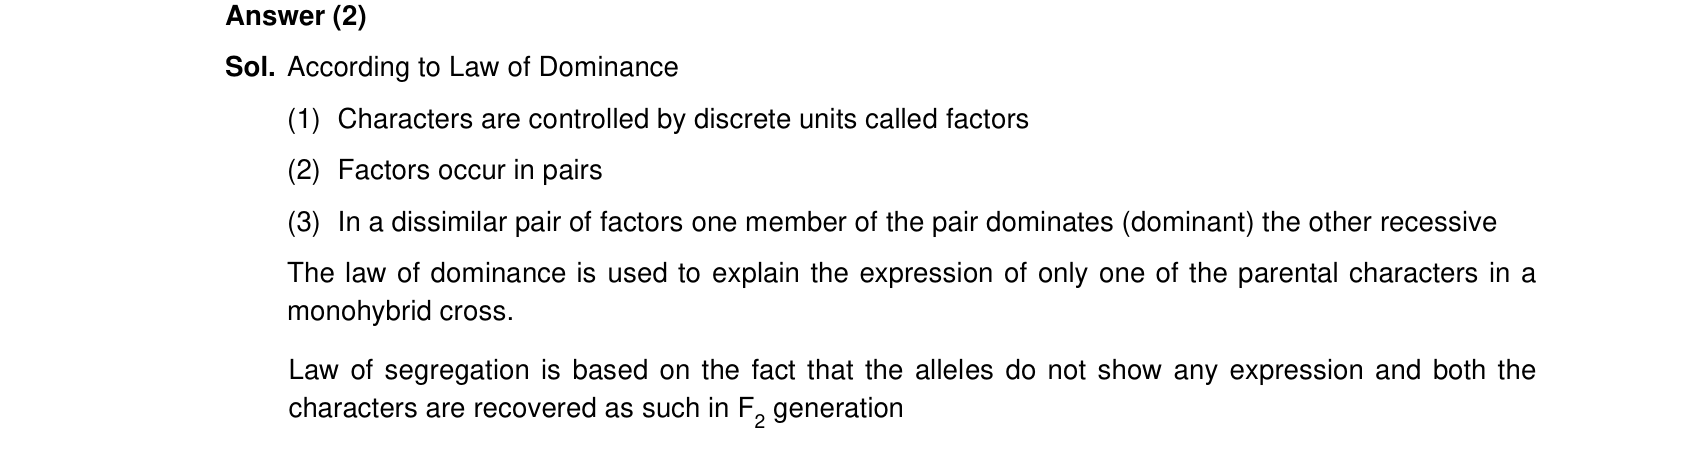 Answer (2)
Sol. According to Law of Dominance
(1) Characters are controlled by discrete units called factors
(2) Factors occur in pairs
(3) In a dissimilar pair of factors one member of the pair dominates (dominant) the other recessive
The law of dominance is used to explain the expression of only one of the parental characters in a
monohybrid cross.
Law of segregation is based on the fact that the alleles do not show any expression and both the
characters are recovered as such in F2 generation